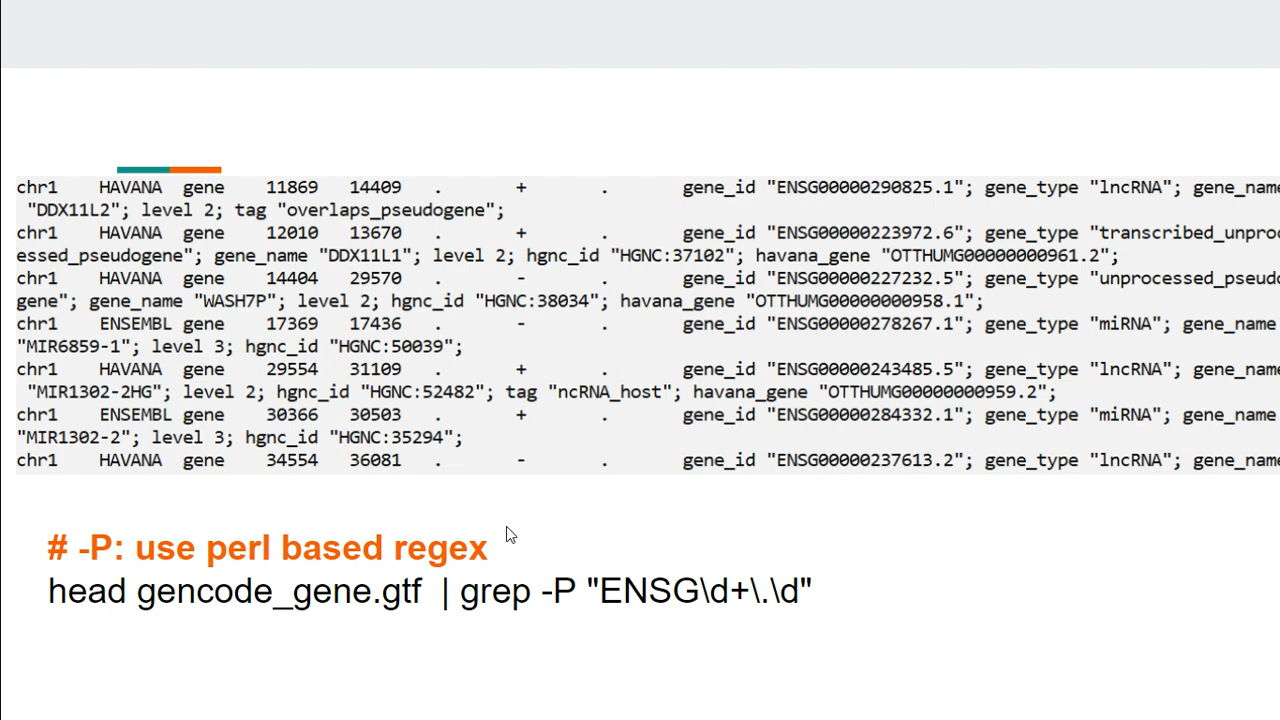 chr1 HAVANA gene 11869 14409 . + . gene_id "ENSG00000290825.1"; gene_type "lncRNA"; gene_name
"DDX11L2"; level 2; tag "overlaps_pseudogene";
chr1 HAVANA gene 12010 13670 . + . gene_id "ENSG00000223972.6"; gene_type "transcribed_unproc
essed_pseudogene"; gene_name "DDX11L1"; level 2; hgnc_id "HGNC:37102"; havana_gene "OTTHUMG00000000961.2";
chr1 HAVANA gene 14404 29570 . - . gene_id "ENSG00000227232.5"; gene_type "unprocessed_pseudo
gene"; gene_name "WASH7P"; level 2; hgnc_id "HGNC:38034"; havana_gene "OTTHUMG00000000958.1";
chr1 ENSEMBL gene 17369 17436 . - . gene_id "ENSG00000278267.1"; gene_type "miRNA"; gene_name
"MIR6859-1"; level 3; hgnc_id "HGNC:50039";
chr1 HAVANA gene 29554 31109 . + . gene_id "ENSG00000243485.5"; gene_type "lncRNA"; gene_name
"MIR1302-2HG"; level 2; hgnc_id "HGNC:52482"; tag "ncRNA_host"; havana_gene "OTTHUMG00000000959.2";
chr1 ENSEMBL gene 30366 30503 . + . gene_id "ENSG00000284332.1"; gene_type "miRNA"; gene_name
"MIR1302-2"; level 3; hgnc_id "HGNC:35294";
chr1 HAVANA gene 34554 36081 . - . gene_id "ENSG00000237613.2"; gene_type "lncRNA"; gene_name
# -P: use perl based regex
head gencode_gene.gtf | grep -P "ENSG\d+\.\d"